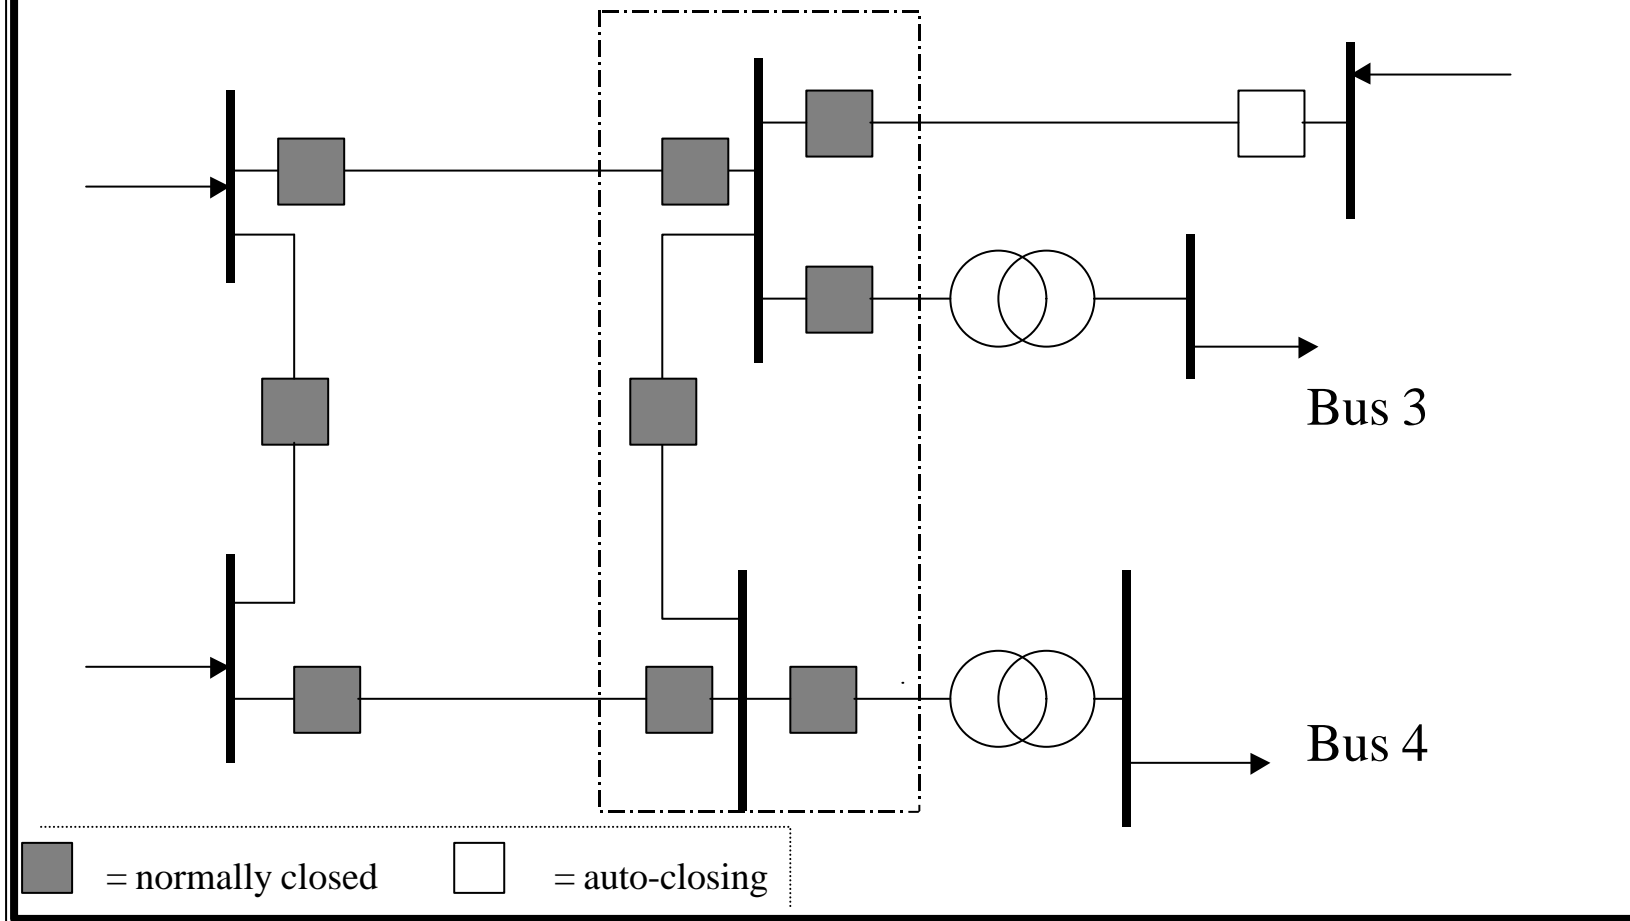 Bus 3
Bus 4
= normally closed = auto-closing